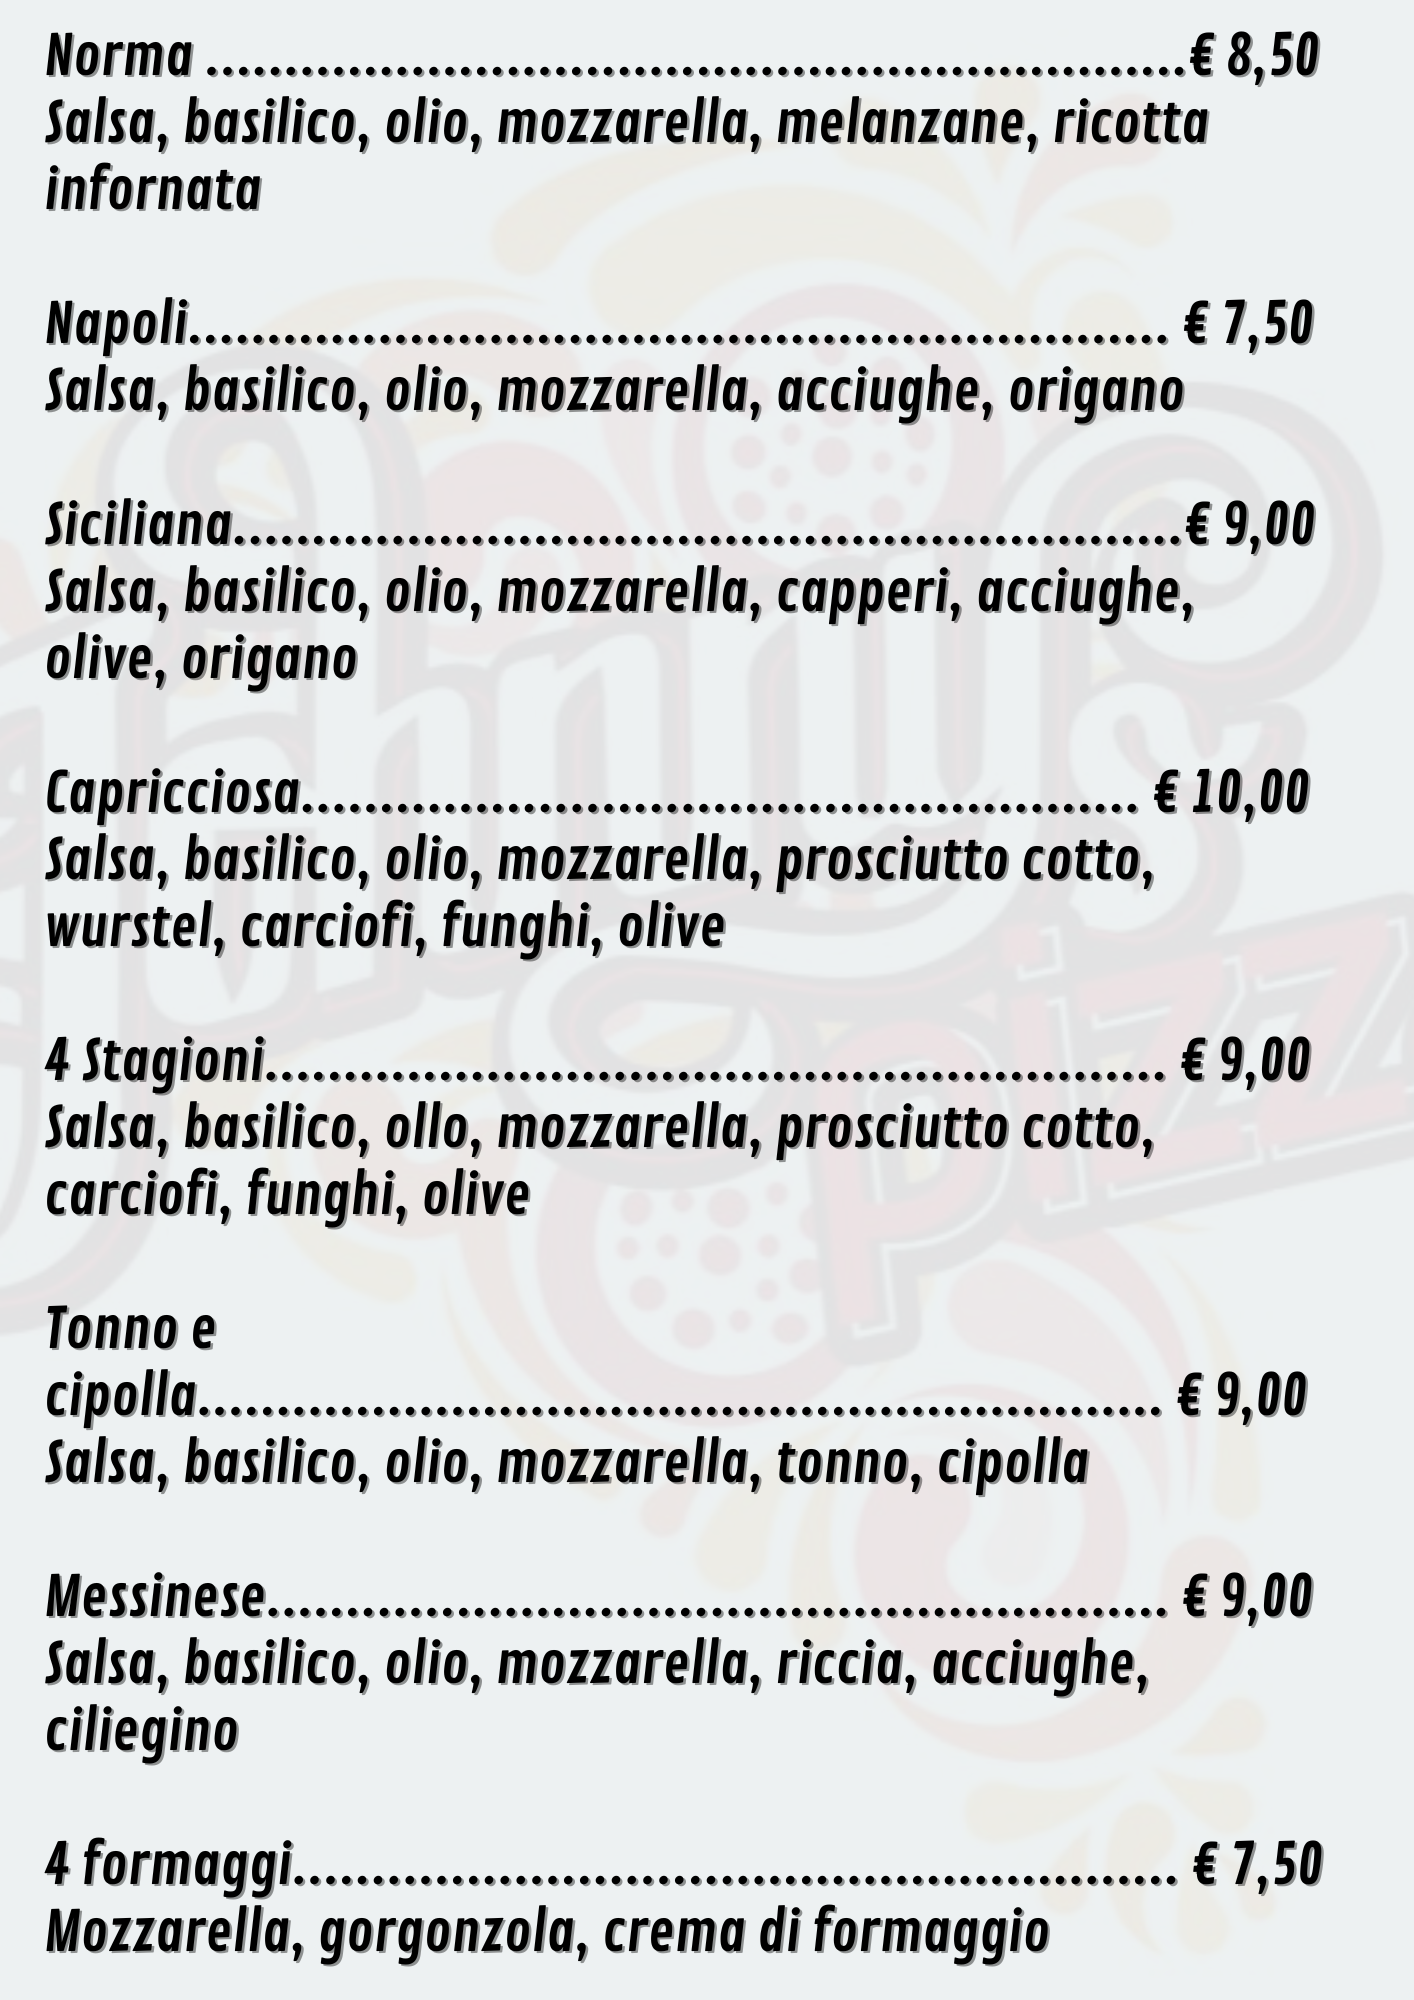 Norma ..............................................................€ 8,50
Salsa, basilico, olio, mozzarella, melanzane, ricotta
infornata
Napoli.............................................................. € 7,50
Salsa, basilico, olio, mozzarella, acciughe, origano
Siciliana............................................................€ 9,00
Salsa, basilico, olio, mozzarella, capperi, acciughe,
olive, origano
Capricciosa..................................................... € 10,00
Salsa, basilico, olio, mozzarella, prosciutto cotto,
wurstel, carciofi, funghi, olive
4 Stagioni......................................................... € 9,00
Salsa, basilico, ollo, mozzarella, prosciutto cotto,
carciofi, funghi, olive
Tonno e
cipolla............................................................. € 9,00
Salsa, basilico, olio, mozzarella, tonno, cipolla
Messinese......................................................... € 9,00
Salsa, basilico, olio, mozzarella, riccia, acciughe,
ciliegino
4 formaggi........................................................ € 7,50
Mozzarella, gorgonzola, crema di formaggio